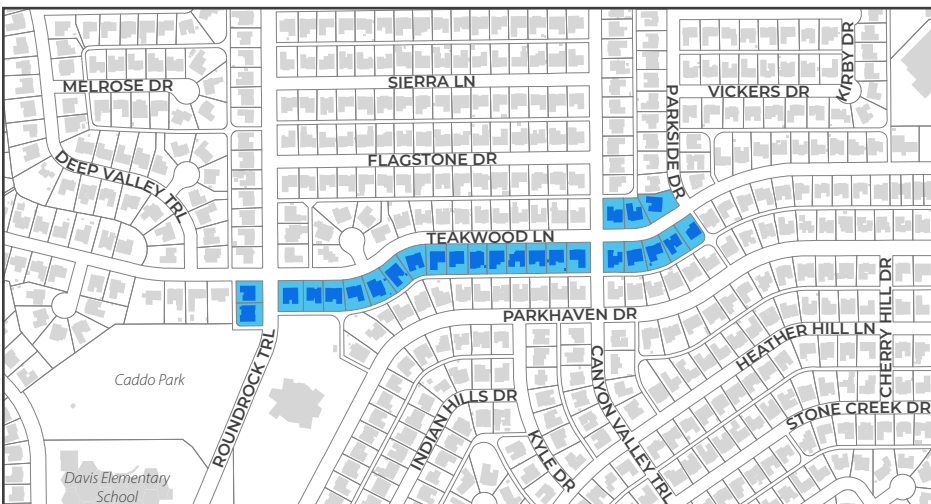 KIRBY DR
SIERRA LN
MELROSE DR
VICKERS DR
PARKSIDE DR
FLAGSTONE DR
DEEP VALLEY TRL
TEAKWOOD LN
PARKHAVEN DR
CHERRY HILL DR
HEATHER HILL LN
Caddo Park
ROUNDROCK TRL
CANYON VALLEY TRL
INDIAN HILLS DR
STONE CREEK DR
KYLE DR
Davis Elementary
School